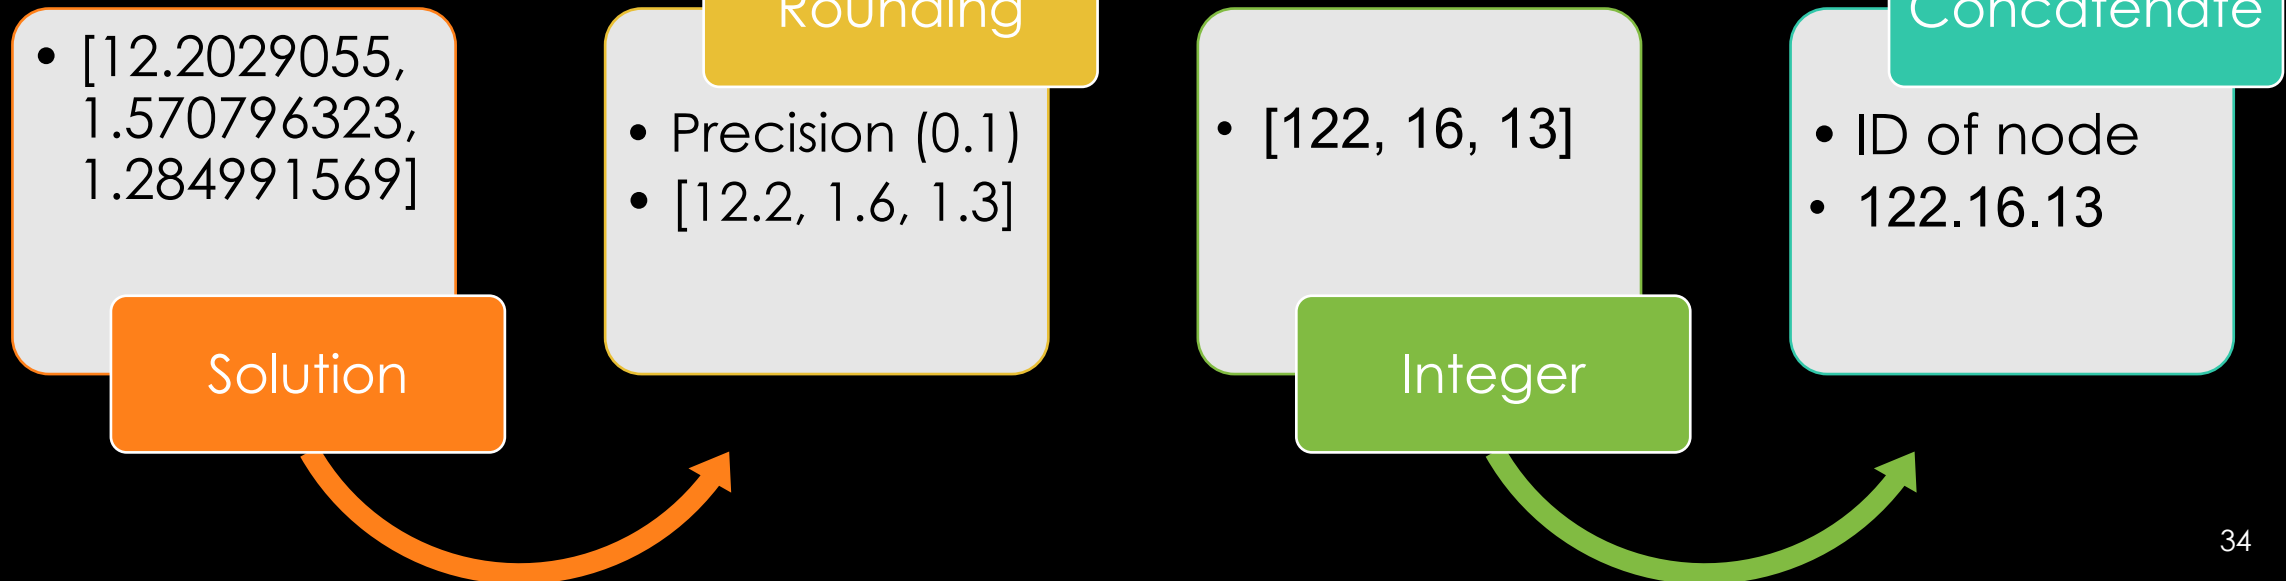 • [12.2029055,
1.570796323,
1.284991569]
Solution
Rounding
• Precision (0.1)
• [12.2, 1.6, 1.3]
• [122, 16, 13]
Integer
Concatenate
• ID of node
• 122.16.13
34